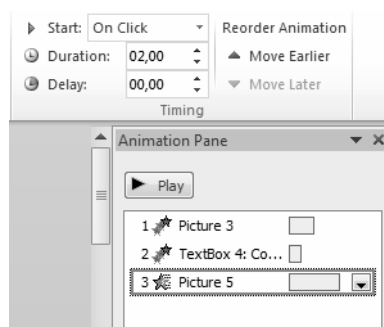 Start: On Click Reorder Animation
Duration: 02,00 Move Earlier
Delay: 00,00 Move Later
Timing
Animation Pane
Play
1 Picture 3
2 TextBox 4: Co...
3 Picture 5